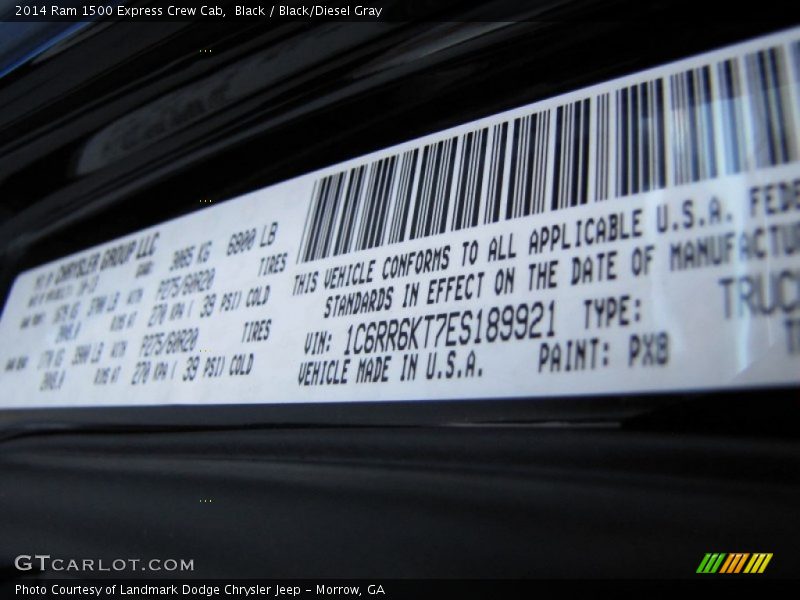 2014 Ram 1500 Express Crew Cab, Black / Black/Diesel Gray
CHRYSLER GROUP LLC
3085 KG 6800 LB
P275/60R20 TIRES
270 KPA ( 39 PSI) COLD
P275/60R20 TIRES
RIMS AT 270 KPA ( 39 PSI) COLD
THIS VEHICLE CONFORMS TO ALL APPLICABLE U.S.A.
STANDARDS IN EFFECT ON THE DATE OF
VIN: 1C6RR6KT7ES189921 TYPE:
VEHICLE MADE IN U.S.A. PAINT: PX8
GTCARLOT.COM
Photo Courtesy of Landmark Dodge Chrysler Jeep - Morrow, GA